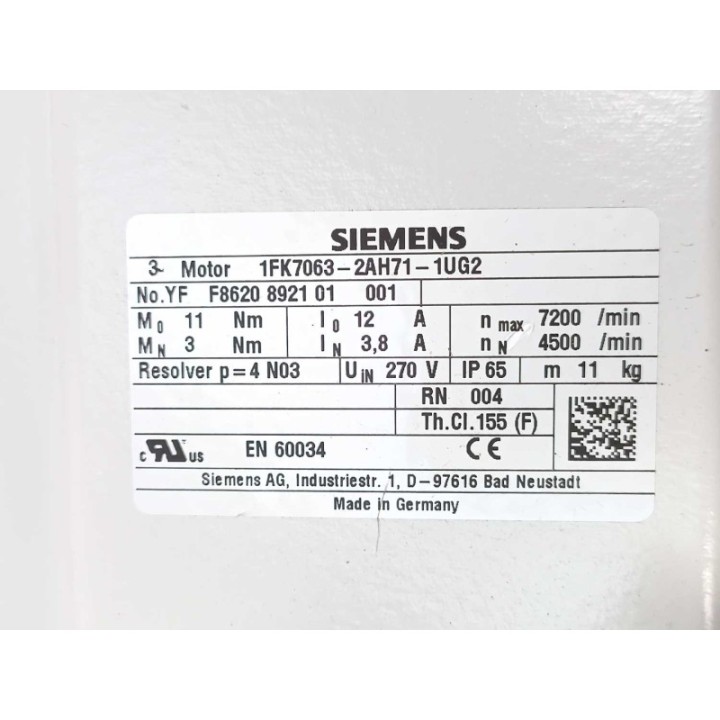 SIEMENS
3~ Motor 1FK7063-2AH71-1UG2
No.YF F8620 8921 01 001
M0 11 Nm I0 12 A n max 7200 /min
MN 3 Nm IN 3,8 A nN 4500 /min
Resolver p=4 N03 UIN 270 V IP 65 m 11 kg
RN 004
Th.Cl.155 (F)
c RU us EN 60034 CE
Siemens AG, Industriestr. 1, D-97616 Bad Neustadt
Made in Germany